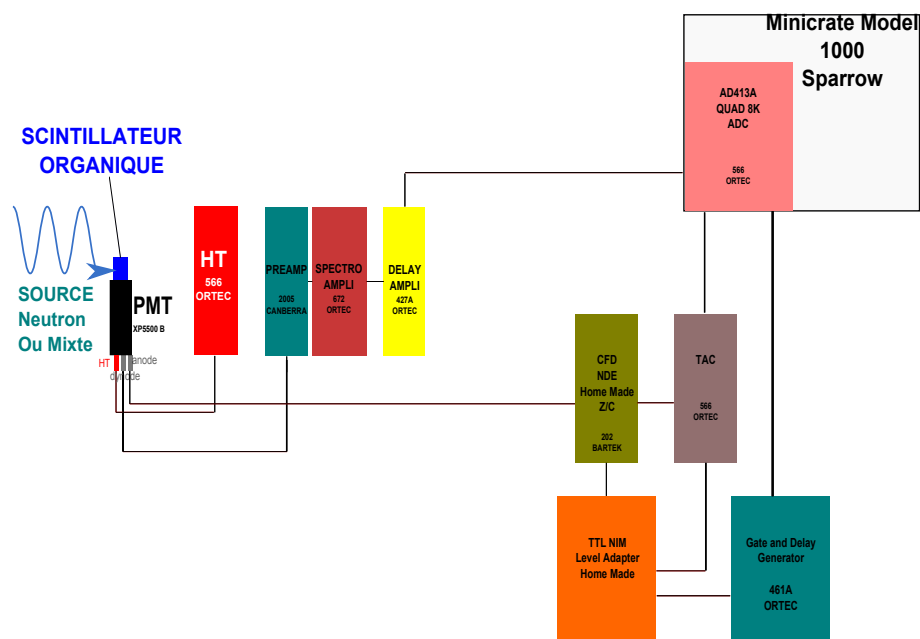 Minicrate Model
1000
Sparrow
AD413A
QUAD 8K
ADC
566
ORTEC
SCINTILLATEUR
ORGANIQUE
HT
566
ORTEC
PREAMP
2005
CANBERRA
SPECTRO
AMPLI
672
ORTEC
DELAY
AMPLI
427A
ORTEC
SOURCE
Neutron
Ou Mixte
PMT
XP5500 B
HT
dynode
anode
CFD
NDE
Home Made
Z/C
202
BARTEK
TAC
566
ORTEC
TTL NIM
Level Adapter
Home Made
Gate and Delay
Generator
461A
ORTEC